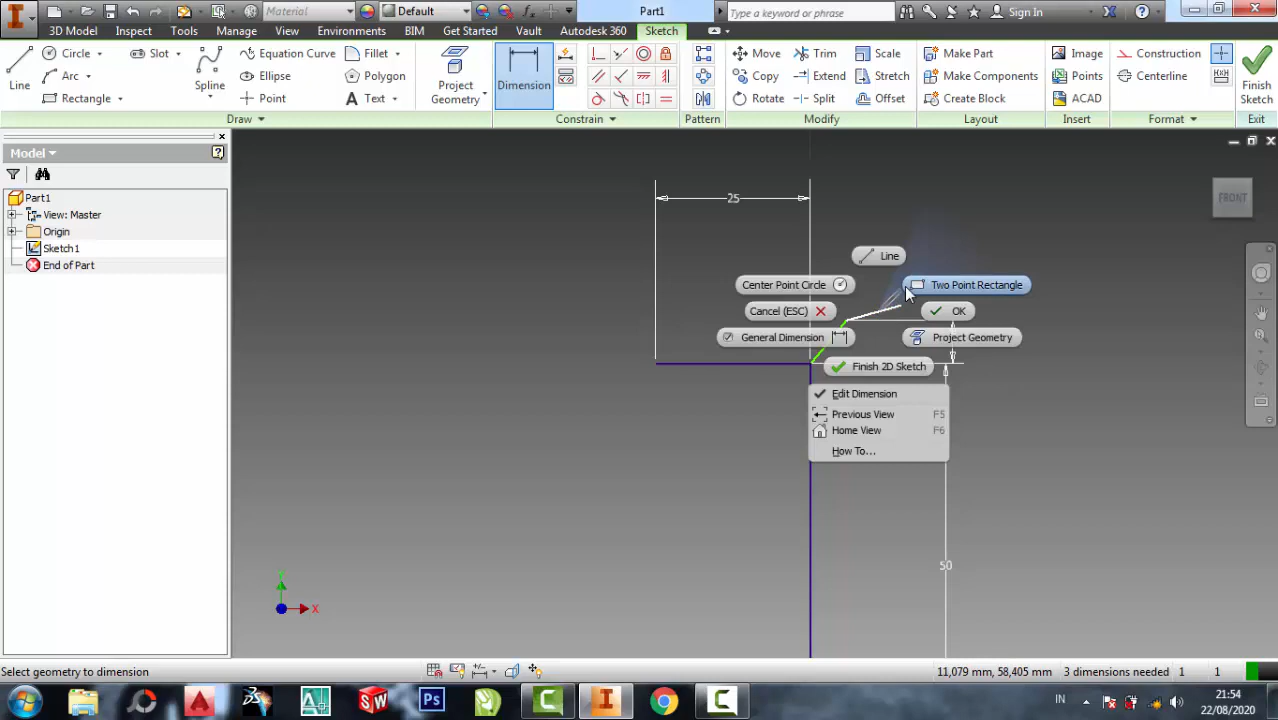 Material
Default
Part1
Type a keyword or phrase
Sign In
3D Model Inspect Tools Manage View Environments BIM Get Started Vault Autodesk 360 Sketch
Line
Circle
Arc
Rectangle
Slot
Spline
Equation Curve
Ellipse
Point
Fillet
Polygon
Text
Project
Geometry
Dimension
Move
Copy
Rotate
Trim
Extend
Split
Scale
Stretch
Offset
Make Part
Make Components
Create Block
Image
Points
ACAD
Construction
Centerline
Finish
Sketch
Draw Constrain Pattern Modify Layout Insert Format Exit
Model
Part1
View: Master
Origin
Sketch1
End of Part
25
FRONT
Line
Center Point Circle
Two Point Rectangle
Cancel (ESC)
OK
General Dimension
Project Geometry
Finish 2D Sketch
Edit Dimension
Previous View F5
Home View F6
How To...
50
Y
X
Select geometry to dimension
11,079 mm, 58,405 mm 3 dimensions needed 1 1
IN
21:54
22/08/2020